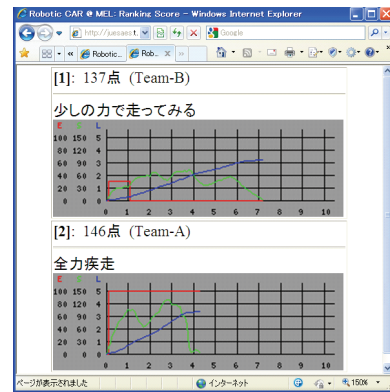 Robotic CAR @ MEL: Ranking Score - Windows Internet Explorer
Google
Robotic...
Rob...
[1]: 137点 (Team-B)
少しの力で走ってみる
E S L
100 150 5
80 120 4
60 90 3
40 60 2
20 30 1
0 0 0
0 1 2 3 4 5 6 7 8 9 10
[2]: 146点 (Team-A)
全力疾走
E S L
100 150 5
80 120 4
60 90 3
40 60 2
20 30 1
0 0 0
0 1 2 3 4 5 6 7 8 9 10
ページが表示されました
インターネット
150%